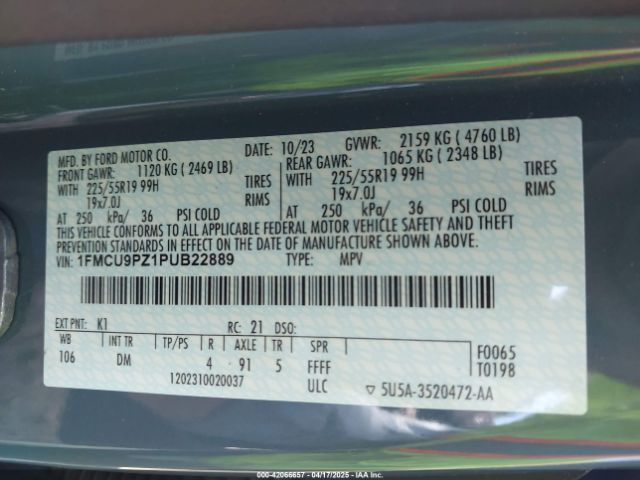 MFD. BY FORD MOTOR CO.
DATE: 10/23 GVWR: 2159 KG ( 4760 LB)
FRONT GAWR: 1120 KG ( 2469 LB)
REAR GAWR: 1065 KG ( 2348 LB)
WITH 225/55R19 99H TIRES
WITH 225/55R19 99H TIRES
19x7.0J RIMS
19x7.0J RIMS
AT 250 kPa/ 36 PSI COLD
AT 250 kPa/ 36 PSI COLD
THIS VEHICLE CONFORMS TO ALL APPLICABLE FEDERAL MOTOR VEHICLE SAFETY AND THEFT
PREVENTION STANDARDS IN EFFECT ON THE DATE OF MANUFACTURE SHOWN ABOVE.
VIN: 1FMCU9PZ1PUB22889 TYPE: MPV
EXT PNT: K1 RC: 21 DSO:
WB INT TR TP/PS R AXLE TR SPR
106 DM 4 91 5 FFFF
F0065
T0198
1202310020037 ULC
▽ 5U5A-3520472-AA
000-42066657 - 04/17/2025 - IAA Inc.